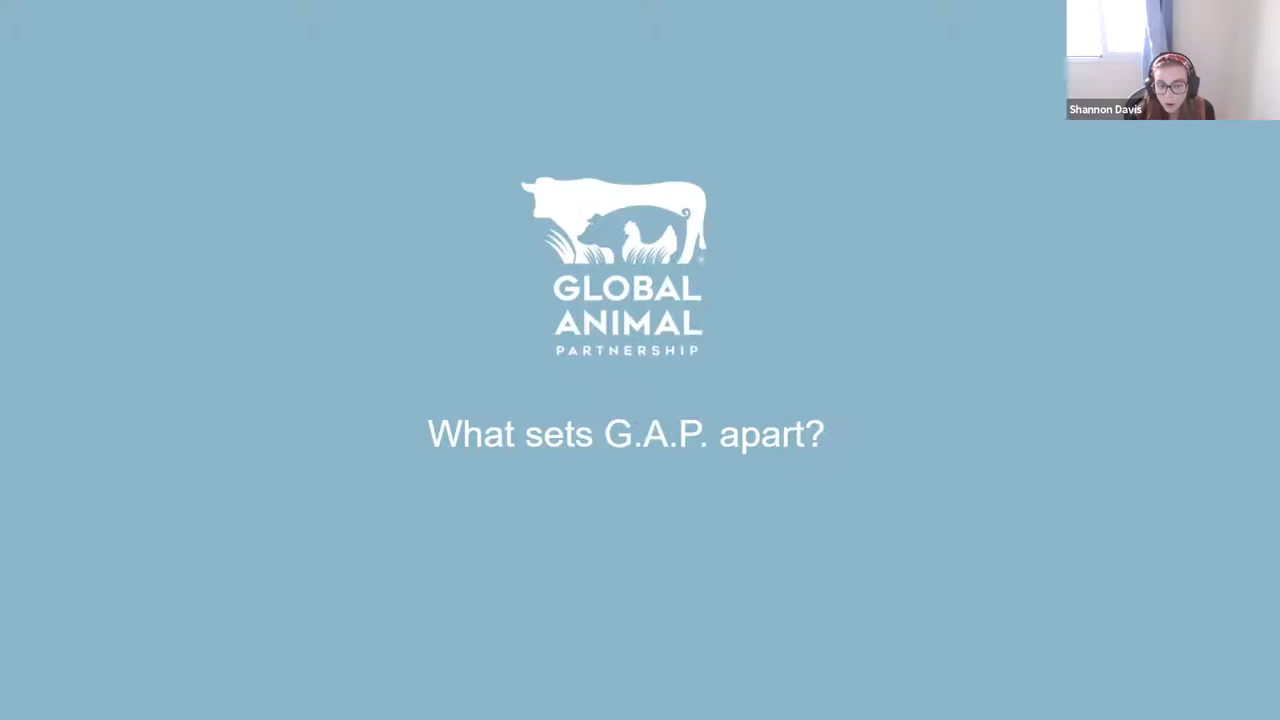 Shannon Davis
GLOBAL
ANIMAL
PARTNERSHIP
What sets G.A.P. apart?